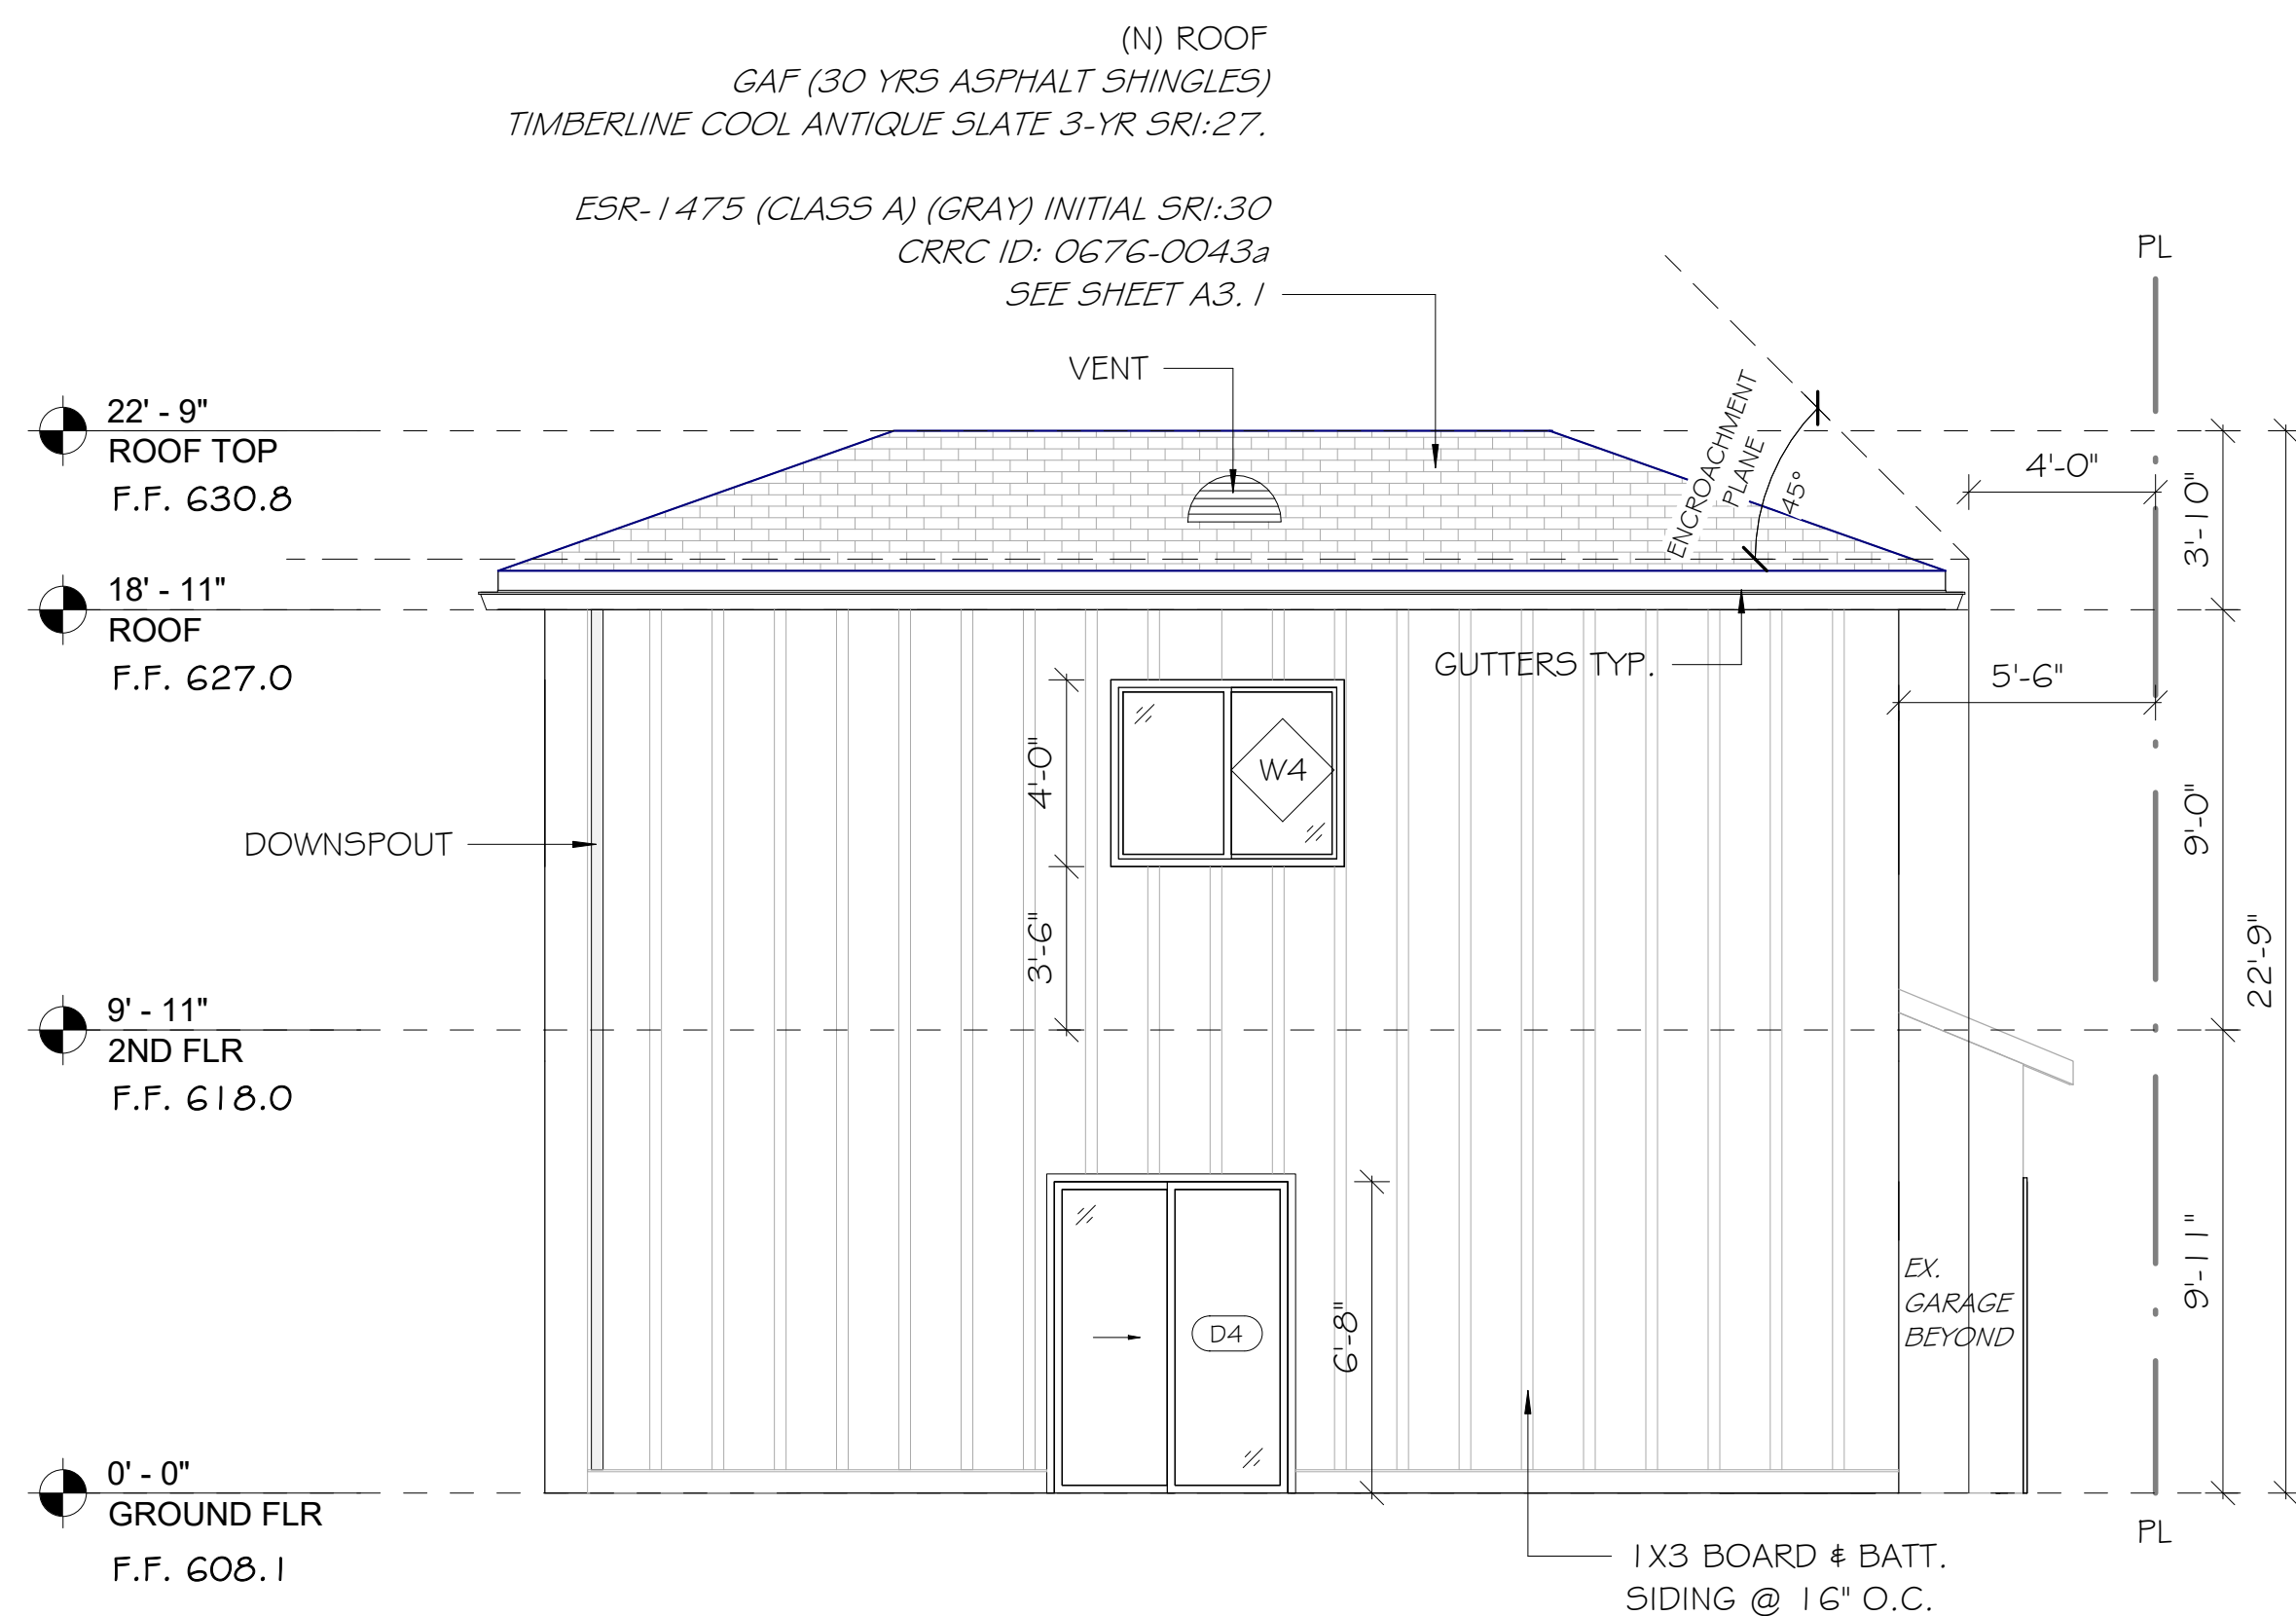 (N) ROOF
GAF (30 YRS ASPHALT SHINGLES)
TIMBERLINE COOL ANTIQUE SLATE 3-YR SRI:27.
ESR-1475 (CLASS A) (GRAY) INITIAL SRI:30
CRRC ID: 0676-0043a
SEE SHEET A3.1
PL
VENT
ENCROACHMENT
PLANE
45°
22' - 9"
ROOF TOP
F.F. 630.8
4'-0"
3'-10"
18' - 11"
ROOF
F.F. 627.0
GUTTERS TYP.
5'-6"
4'-0"
W4
9'-0"
DOWNSPOUT
3'-6"
22'-9"
9' - 11"
2ND FLR
F.F. 618.0
EX.
GARAGE
BEYOND
9'-11"
D4
6'-8"
0' - 0"
GROUND FLR
F.F. 608.1
PL
1X3 BOARD & BATT.
SIDING @ 16" O.C.